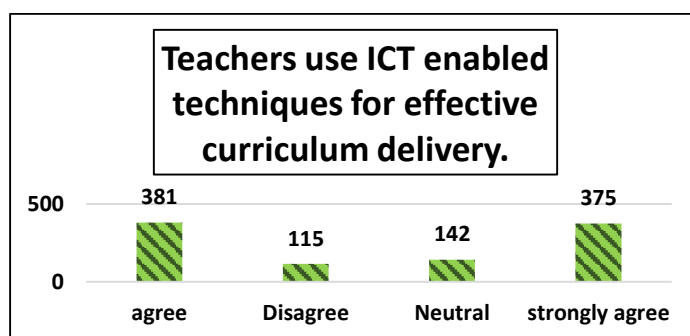 Teachers use ICT enabled
techniques for effective
curriculum delivery.
381
115
142
375
500
0
agree
Disagree
Neutral
strongly agree